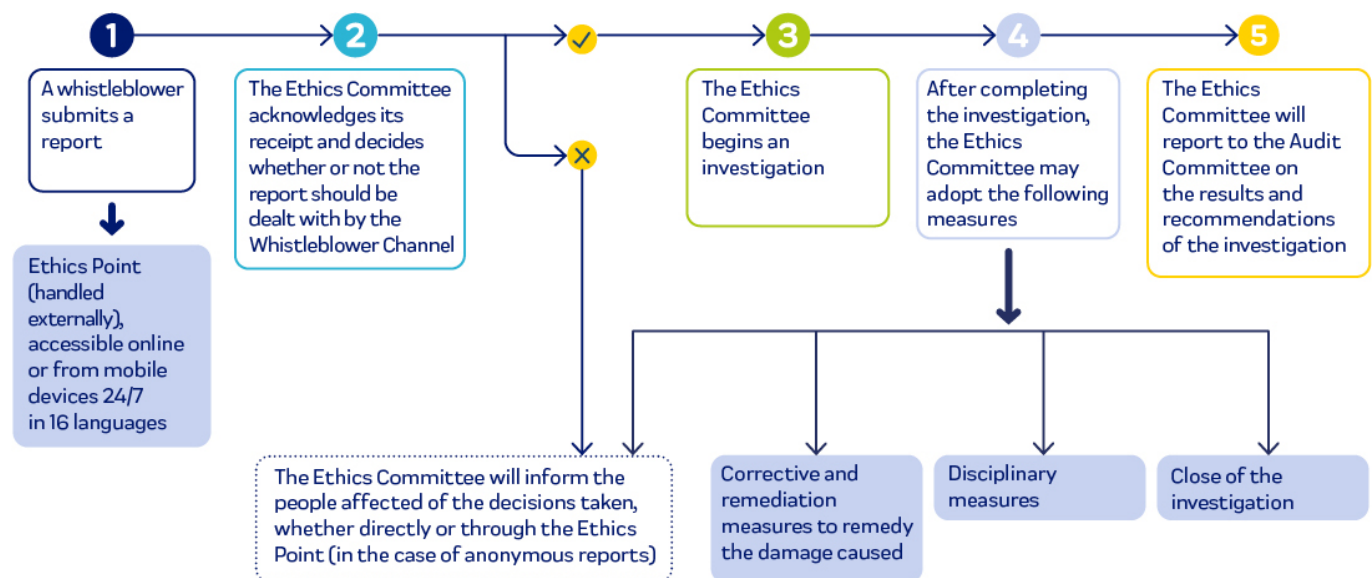 1
2
3
4
5
A whistleblower
submits a
report
The Ethics Committee
acknowledges its
receipt and decides
whether or not the
report should be
dealt with by the
Whistleblower Channel
The Ethics
Committee
begins an
investigation
After completing
the investigation,
the Ethics
Committee may
adopt the following
measures
The Ethics
Committee will
report to the Audit
Committee on
the results and
recommendations
of the investigation
Ethics Point
(handled
externally),
accessible online
or from mobile
devices 24/7
in 16 languages
The Ethics Committee will inform the
people affected of the decisions taken,
whether directly or through the Ethics
Point (in the case of anonymous reports)
Corrective and
remediation
measures to remedy
the damage caused
Disciplinary
measures
Close of the
investigation